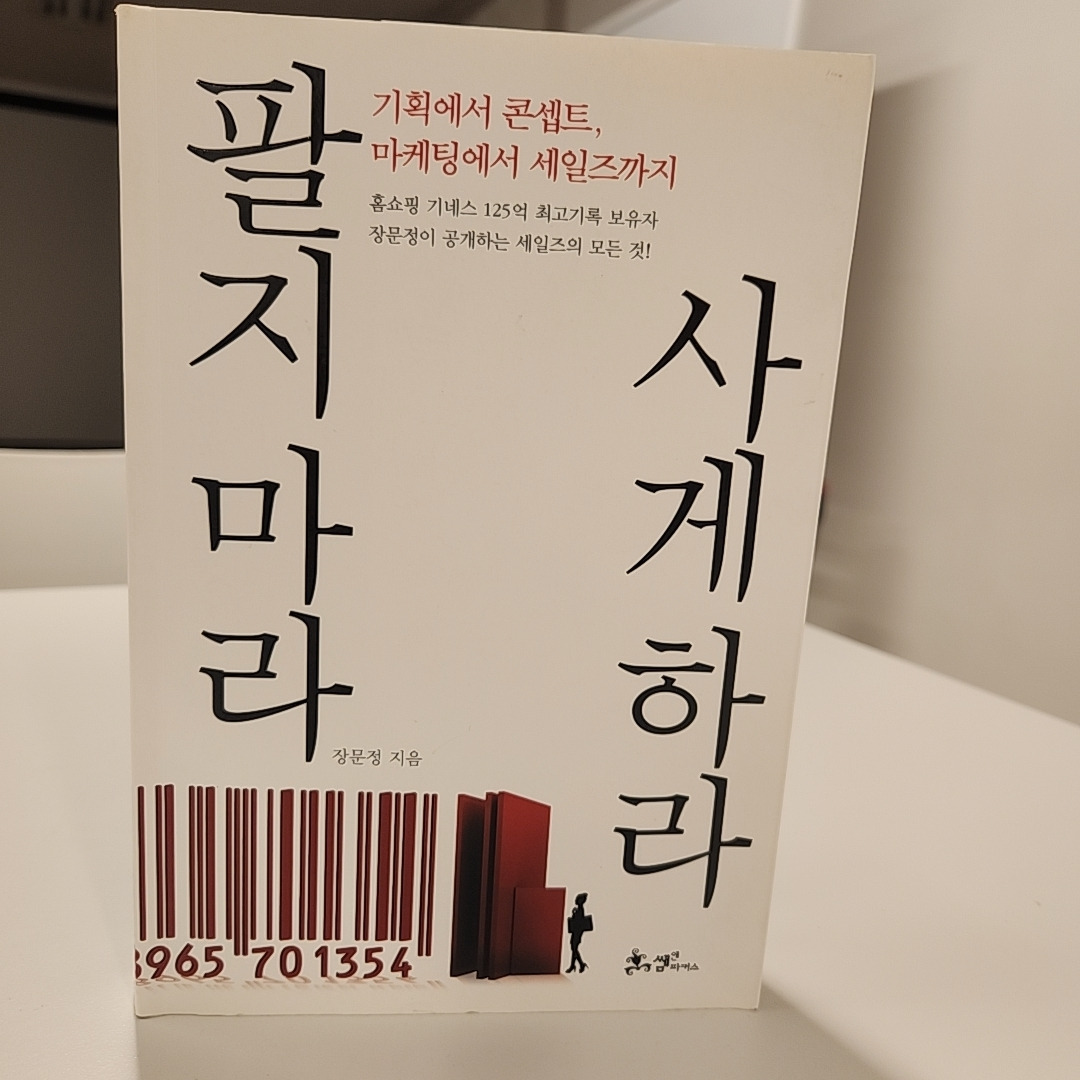 팔지마라
기획에서 콘셉트,
마케팅에서 세일즈까지
홈쇼핑 기네스 125억 최고기록 보유자
장문정이 공개하는 세일즈의 모든 것!
사게하라
장문정 지음
8965 701354
쌤앤파커스